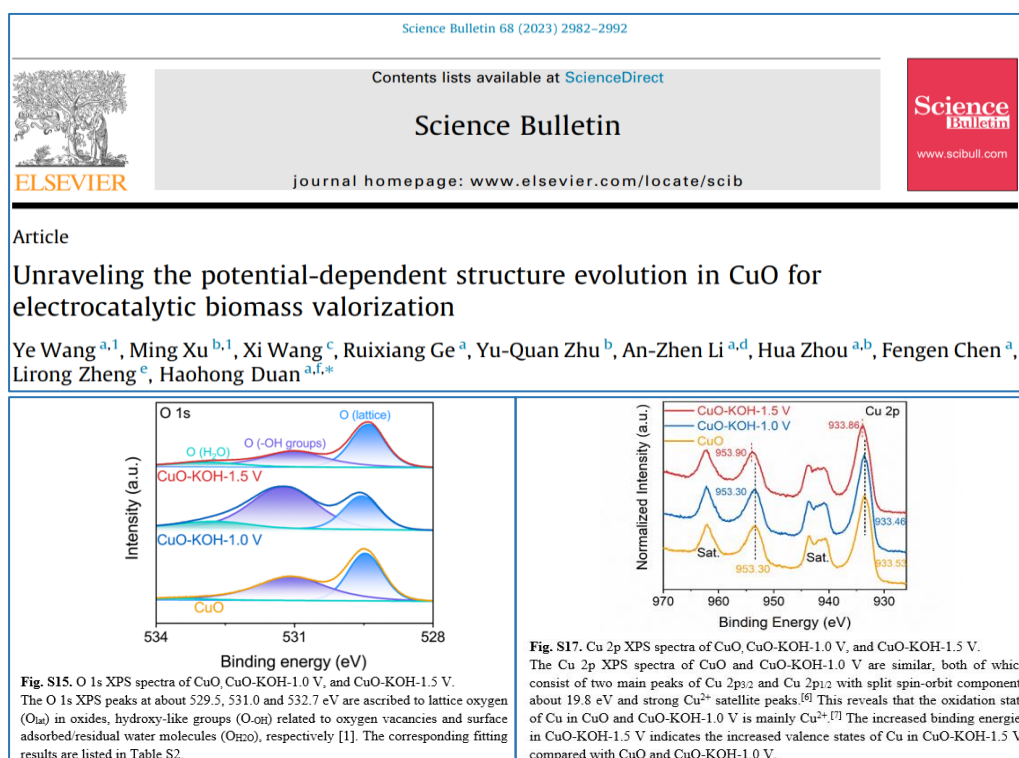 Science Bulletin 68 (2023) 2982–2992
Contents lists available at ScienceDirect
Science Bulletin
journal homepage: www.elsevier.com/locate/scib
ELSEVIER
Science
Bulletin
www.scibull.com
Article
Unraveling the potential-dependent structure evolution in CuO for
electrocatalytic biomass valorization
Ye Wang a,1, Ming Xu b,1, Xi Wang c, Ruixiang Ge a, Yu-Quan Zhu b, An-Zhen Li a,d, Hua Zhou a,b, Fengen Chen a,
Lirong Zheng e, Haohong Duan a,f,*
O 1s
O (lattice)
O (-OH groups)
O (H2O)
CuO-KOH-1.5 V
CuO-KOH-1.0 V
CuO
Intensity (a.u.)
534
531
528
Binding energy (eV)
Fig. S15. O 1s XPS spectra of CuO, CuO-KOH-1.0 V, and CuO-KOH-1.5 V.
The O 1s XPS peaks at about 529.5, 531.0 and 532.7 eV are ascribed to lattice oxygen
(Olat) in oxides, hydroxy-like groups (O-OH) related to oxygen vacancies and surface
adsorbed/residual water molecules (OH2O), respectively [1]. The corresponding fitting
results are listed in Table S2.
CuO-KOH-1.5 V
CuO-KOH-1.0 V
CuO
Cu 2p
933.86
953.90
953.30
933.46
Sat.
Sat.
953.30
933.53
Normalized Intensity (a.u.)
970
960
950
940
930
Binding Energy (eV)
Fig. S17. Cu 2p XPS spectra of CuO, CuO-KOH-1.0 V, and CuO-KOH-1.5 V.
The Cu 2p XPS spectra of CuO and CuO-KOH-1.0 V are similar, both of which
consist of two main peaks of Cu 2p3/2 and Cu 2p1/2 with split spin-orbit component
about 19.8 eV and strong Cu2+ satellite peaks.[6] This reveals that the oxidation stat
of Cu in CuO and CuO-KOH-1.0 V is mainly Cu2+.[7] The increased binding energie
in CuO-KOH-1.5 V indicates the increased valence states of Cu in CuO-KOH-1.5 V
compared with CuO and CuO-KOH-1.0 V.